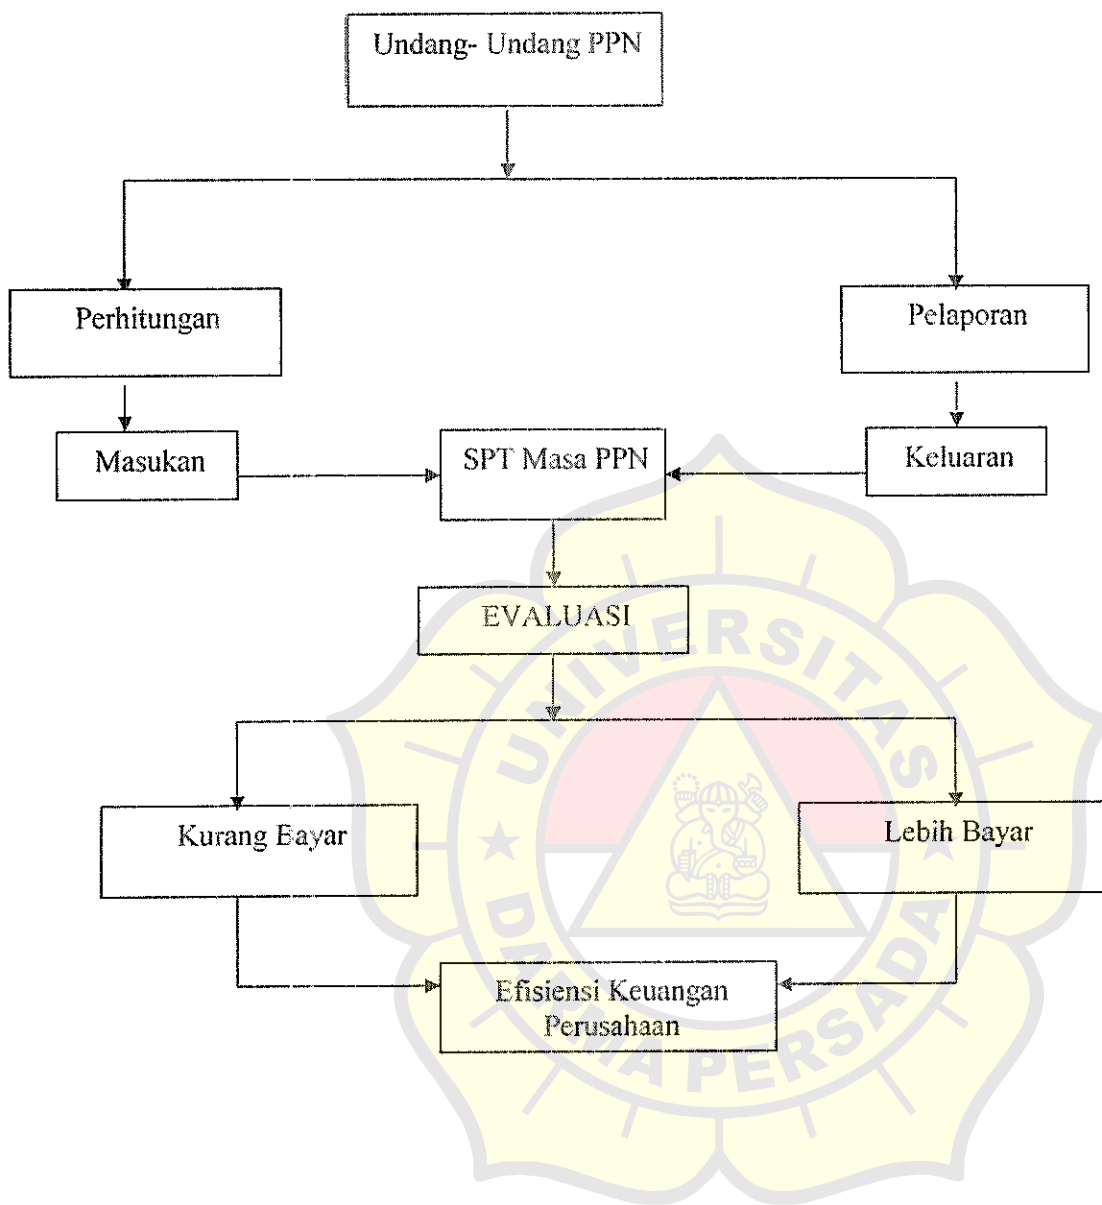 Undang- Undang PPN
Perhitungan
Pelaporan
Masukan
SPT Masa PPN
Keluaran
EVALUASI
Kurang Bayar
Lebih Bayar
Efisiensi Keuangan
Perusahaan
UNIVERSITAS
DARMA PERSADA